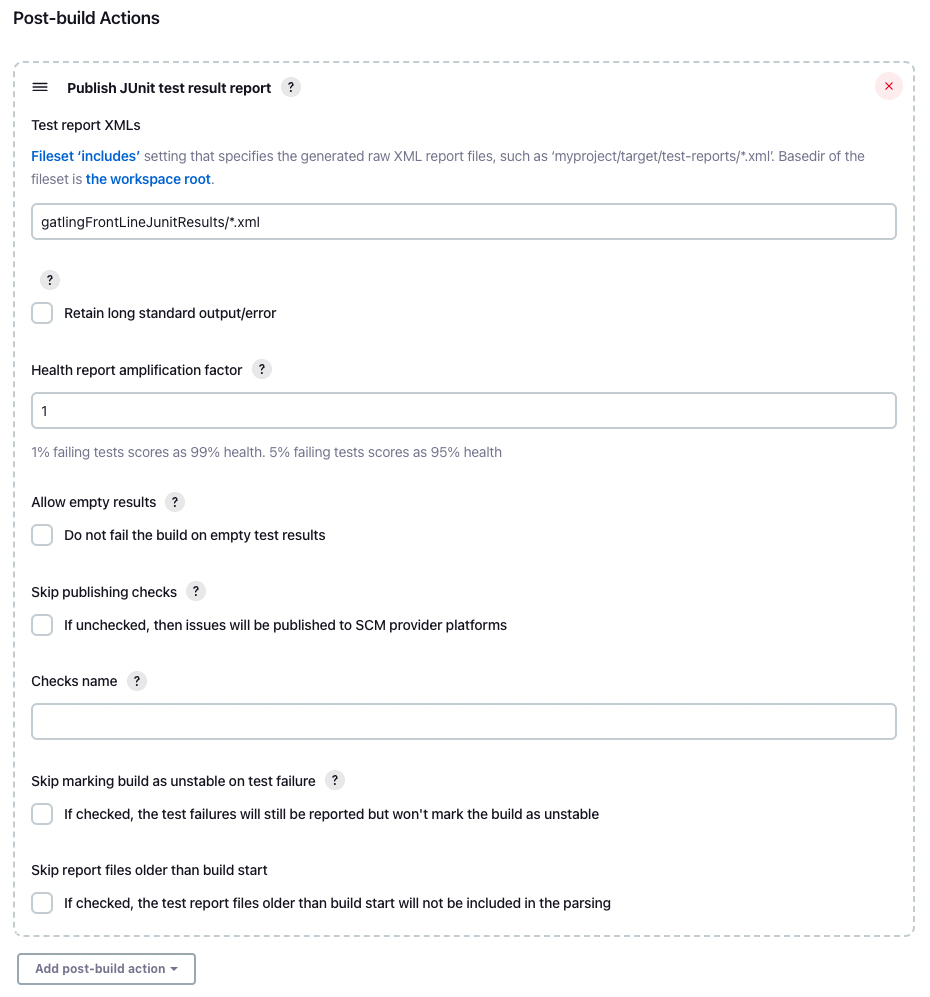 Post-build Actions
Publish JUnit test result report ?
Test report XMLs
Fileset ‘includes’ setting that specifies the generated raw XML report files, such as ‘myproject/target/test-reports/*.xml’. Basedir of the
fileset is the workspace root.
gatlingFrontLineJunitResults/*.xml
?
Retain long standard output/error
Health report amplification factor ?
1
1% failing tests scores as 99% health. 5% failing tests scores as 95% health
Allow empty results ?
Do not fail the build on empty test results
Skip publishing checks ?
If unchecked, then issues will be published to SCM provider platforms
Checks name ?
Skip marking build as unstable on test failure ?
If checked, the test failures will still be reported but won't mark the build as unstable
Skip report files older than build start
If checked, the test report files older than build start will not be included in the parsing
Add post-build action